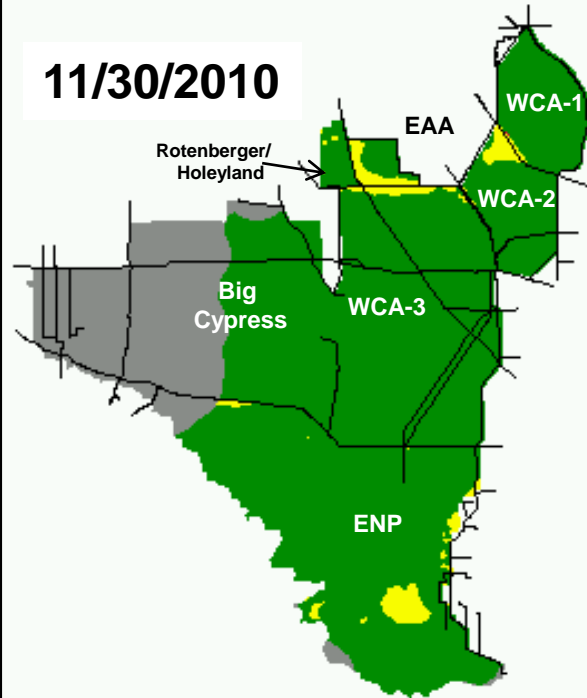 11/30/2010
WCA-1
EAA
Rotenberger/
Holeyland
WCA-2
Big
Cypress
WCA-3
ENP